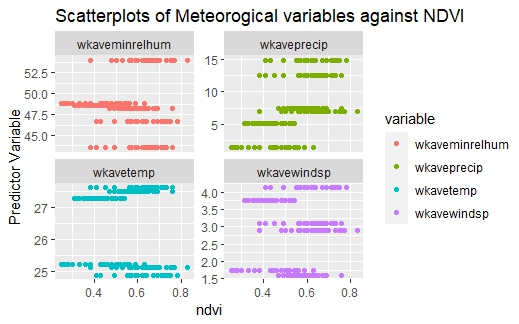 Scatterplots of Meteorogical variables against NDVI
wkaveminrelhum
wkaveprecip
52.5
50.0
47.5
45.0
15
10
5
wkavetemp
wkavewindsp
27
26
25
4.0
3.5
3.0
2.5
2.0
1.5
0.4
0.6
0.8
0.4
0.6
0.8
ndvi
Predictor Variable
variable
wkaveminrelhum
wkaveprecip
wkavetemp
wkavewindsp